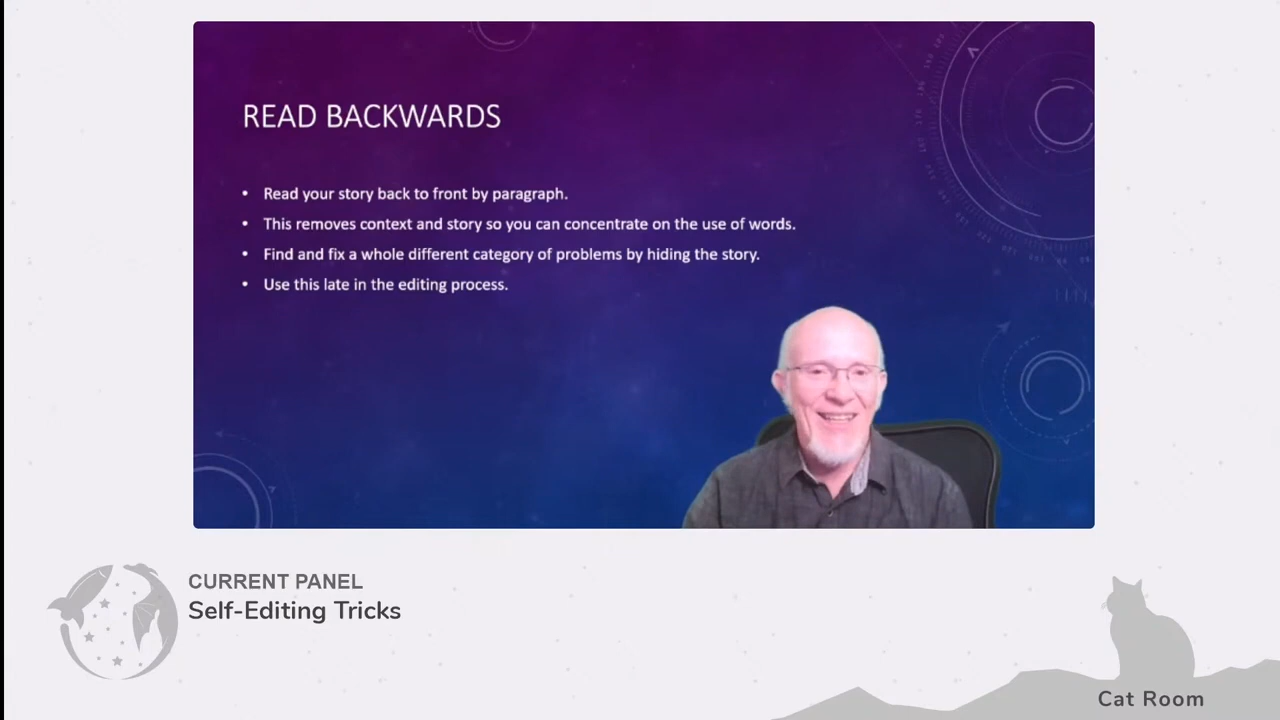 READ BACKWARDS
• Read your story back to front by paragraph.
• This removes context and story so you can concentrate on the use of words.
• Find and fix a whole different category of problems by hiding the story.
• Use this late in the editing process.
CURRENT PANEL
Self-Editing Tricks
Cat Room